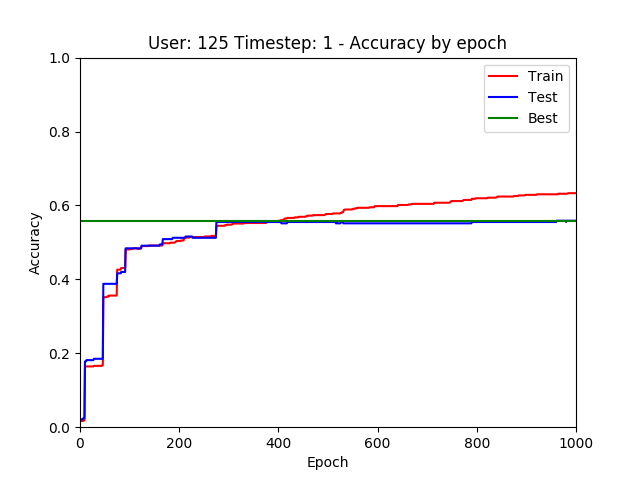 User: 125 Timestep: 1 - Accuracy by epoch
1.0
0.8
0.6
0.4
0.2
0.0
Accuracy
Train
Test
Best
0 200 400 600 800 1000
Epoch